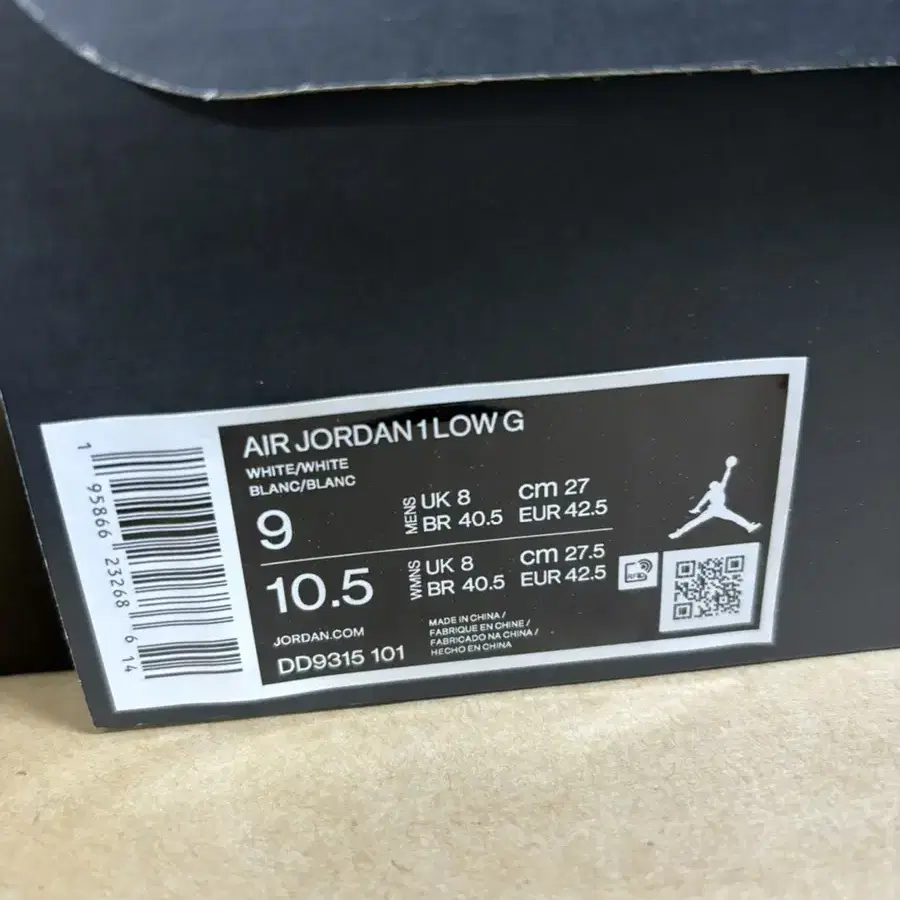 AIR JORDAN 1 LOW G
WHITE/WHITE
BLANC/BLANC
9
MENS
UK 8
cm 27
BR 40.5
EUR 42.5
10.5
WMNS
UK 8
cm 27.5
BR 40.5
EUR 42.5
JORDAN.COM
DD9315 101
MADE IN CHINA /
FABRIQUE EN CHINE /
FABRICADO NA CHINA /
HECHO EN CHINA
RFID
1 95866 23268 6 14